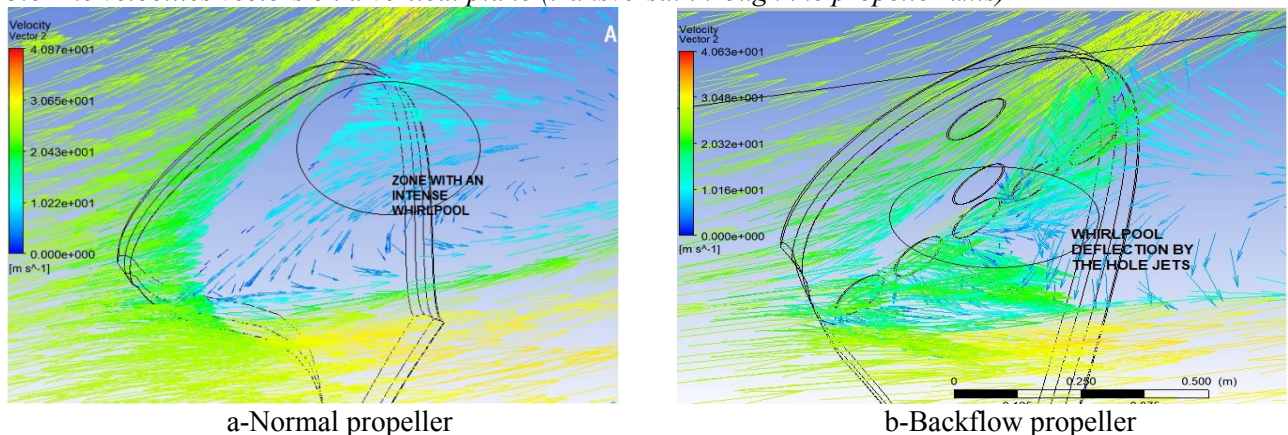 Velocity
Vector 2
4.087e+001
3.065e+001
2.043e+001
1.022e+001
0.000e+000
[m s^-1]
A
ZONE WITH AN
INTENSE
WHIRLPOOL
a-Normal propeller
Velocity
Vector 2
4.063e+001
3.048e+001
2.032e+001
1.016e+001
0.000e+000
[m s^-1]
WHIRLPOOL
DEFLECTION BY
THE HOLE JETS
0 0.250 0.500 (m)
b-Backflow propeller